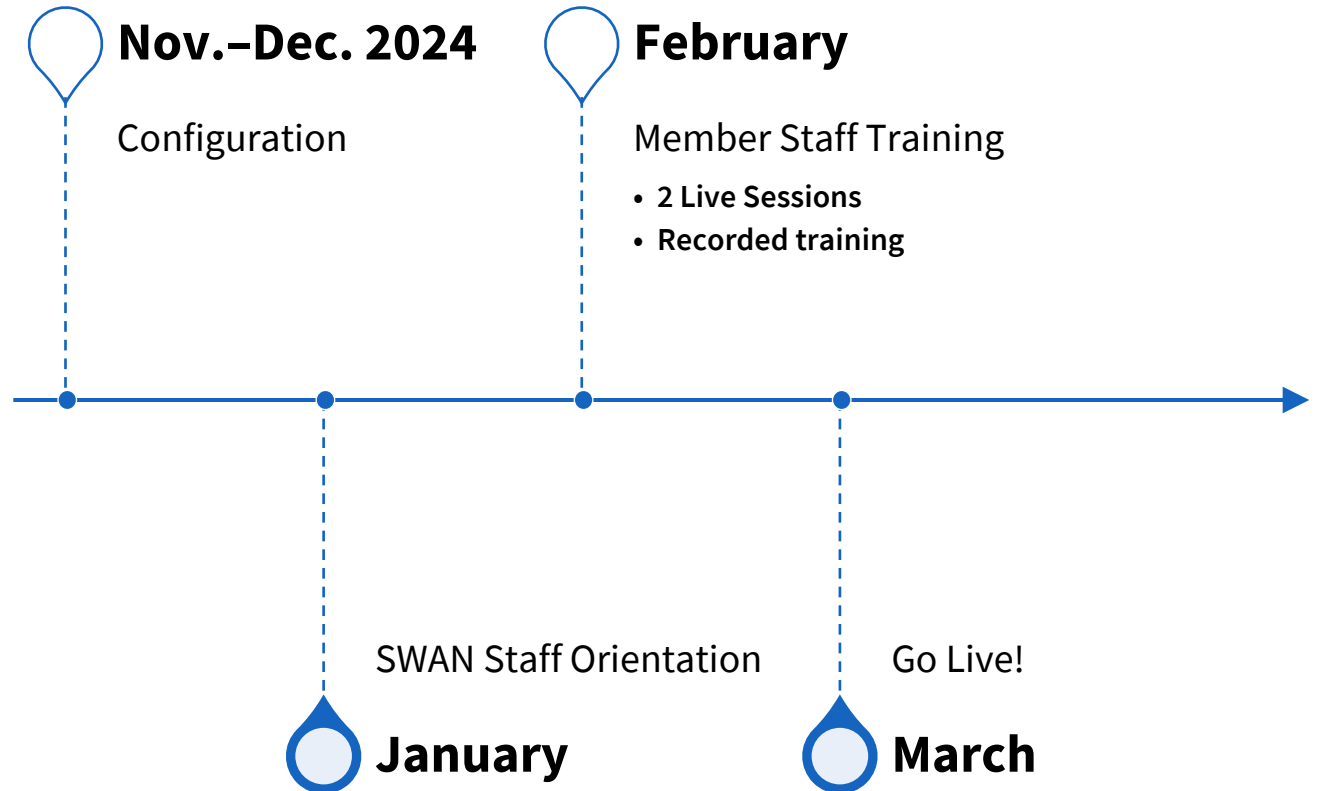 Nov.–Dec. 2024
Configuration
February
Member Staff Training
• 2 Live Sessions
• Recorded training
SWAN Staff Orientation
January
Go Live!
March